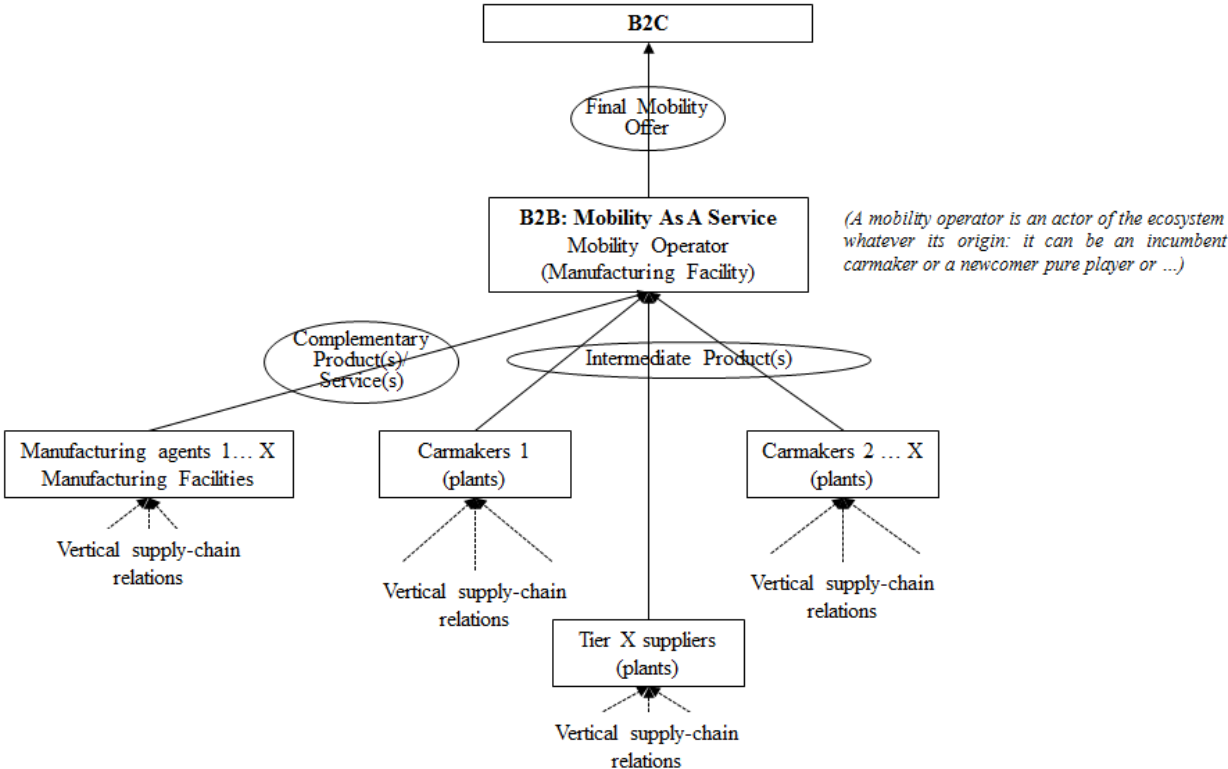 B2C
Final Mobility
Offer
B2B: Mobility As A Service
Mobility Operator
(Manufacturing Facility)
(A mobility operator is an actor of the ecosystem
whatever its origin: it can be an incumbent
carmaker or a newcomer pure player or …)
Complementary
Product(s)/
Service(s)
Intermediate Product(s)
Manufacturing agents 1… X
Manufacturing Facilities
Carmakers 1
(plants)
Carmakers 2 … X
(plants)
Vertical supply-chain
relations
Vertical supply-chain
relations
Vertical supply-chain
relations
Tier X suppliers
(plants)
Vertical supply-chain
relations